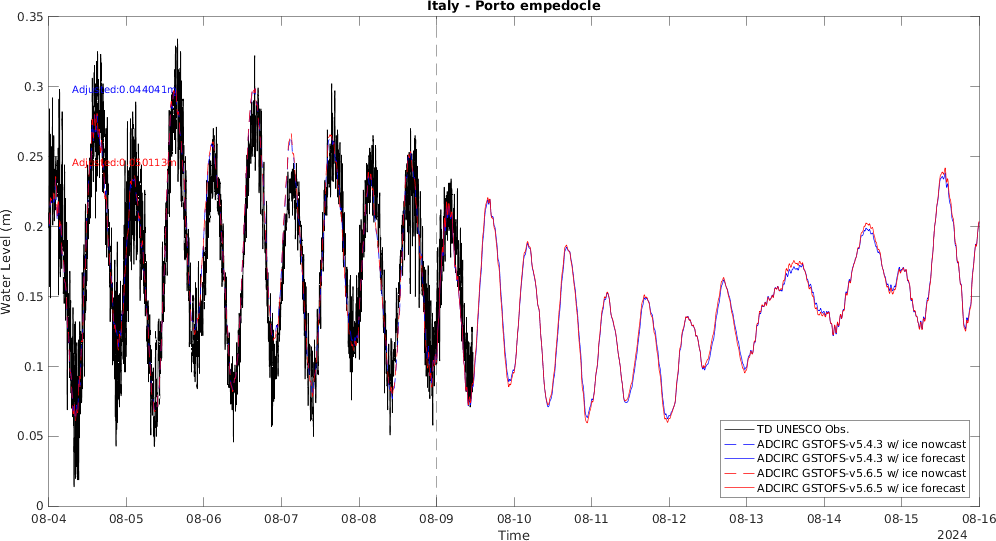 Italy - Porto empedocle
0.35
0.3
0.25
0.2
0.15
0.1
0.05
0
Water Level (m)
Adjusted:0.044041m
08-04
08-05
08-06
08-07
08-08
08-09
08-10
08-11
08-12
08-13
08-14
08-15
08-16
Time
2024
TD UNESCO Obs.
ADCIRC GSTOFS-v5.4.3 w/ ice nowcast
ADCIRC GSTOFS-v5.4.3 w/ ice forecast
ADCIRC GSTOFS-v5.6.5 w/ ice nowcast
ADCIRC GSTOFS-v5.6.5 w/ ice forecast